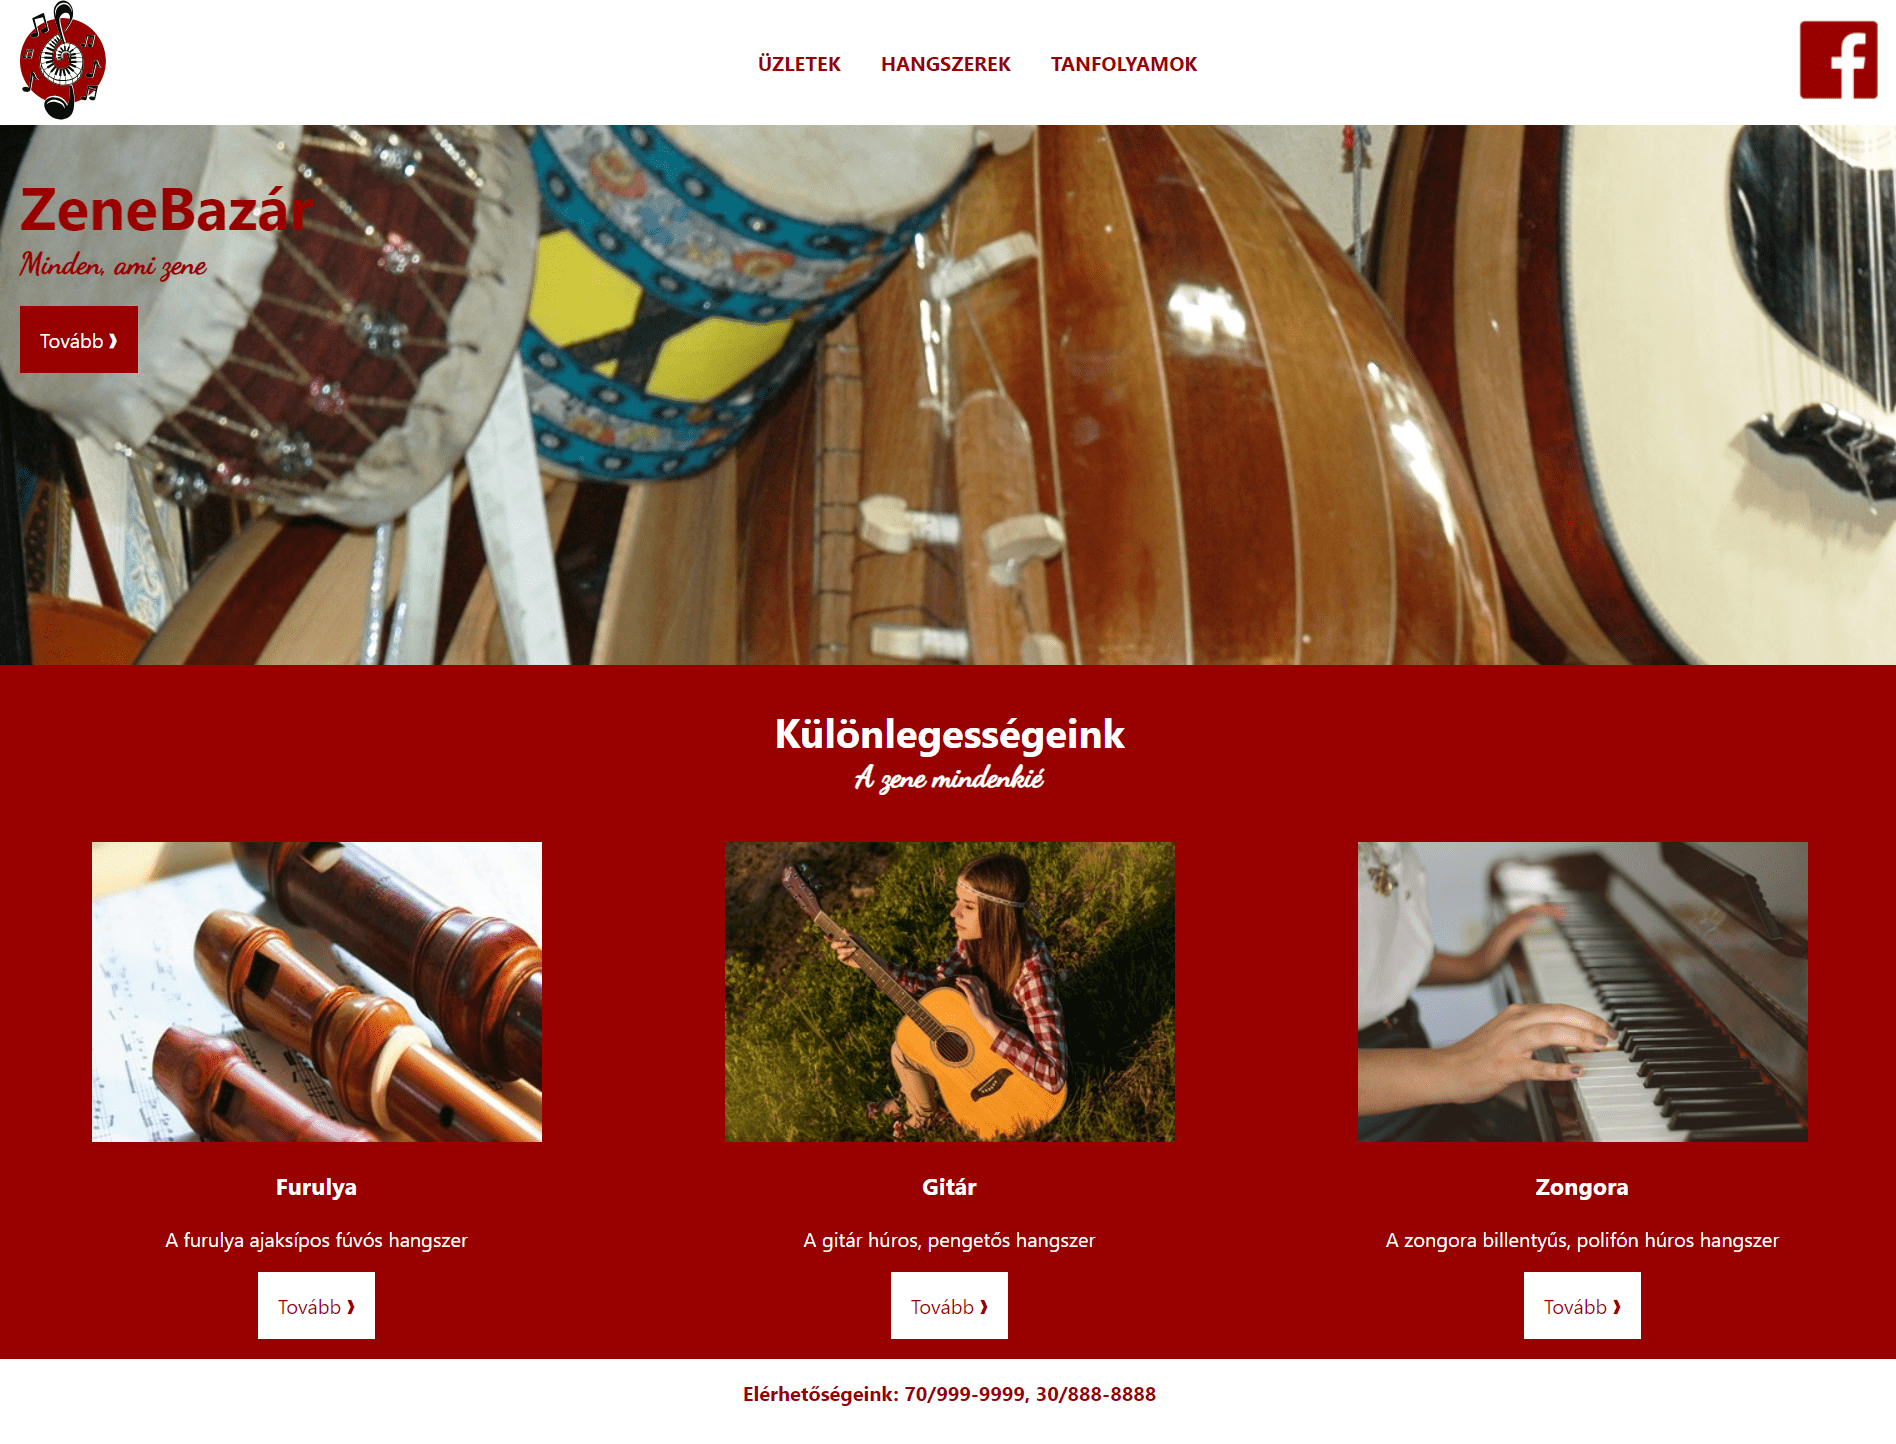 ÜZLETEK HANGSZEREK TANFOLYAMOK
ZeneBazár
Minden, ami zene
Tovább ❱
Különlegességeink
A zene mindenkié
Furulya
A furulya ajaksípos fúvós hangszer
Tovább ❱
Gitár
A gitár húros, pengetős hangszer
Tovább ❱
Zongora
A zongora billentyűs, polifón húros hangszer
Tovább ❱
Elérhetőségeink: 70/999-9999, 30/888-8888